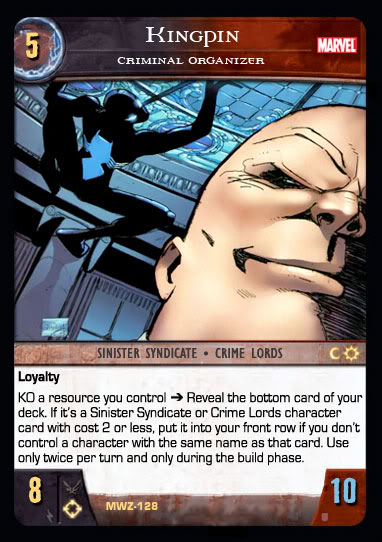 5
KINGPIN
MARVEL
CRIMINAL ORGANIZER
SINISTER SYNDICATE • CRIME LORDS
Loyalty
KO a resource you control ➔ Reveal the bottom card of your
deck. If it's a Sinister Syndicate or Crime Lords character
card with cost 2 or less, put it into your front row if you don't
control a character with the same name as that card. Use
only twice per turn and only during the build phase.
8
MWZ-128
10